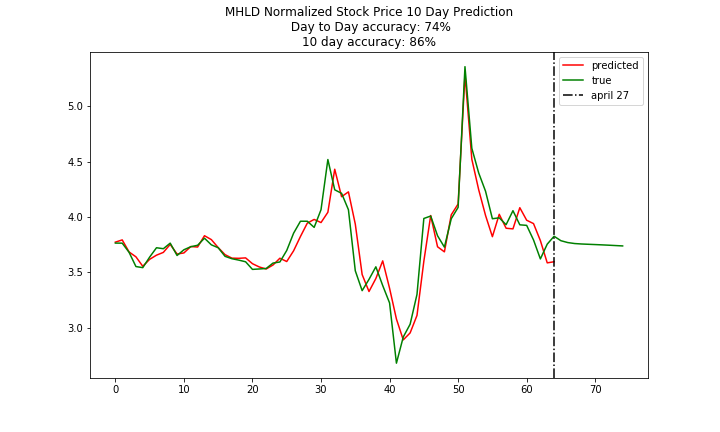 MHLD Normalized Stock Price 10 Day Prediction
Day to Day accuracy: 74%
10 day accuracy: 86%
predicted
true
april 27
5.0
4.5
4.0
3.5
3.0
0 10 20 30 40 50 60 70